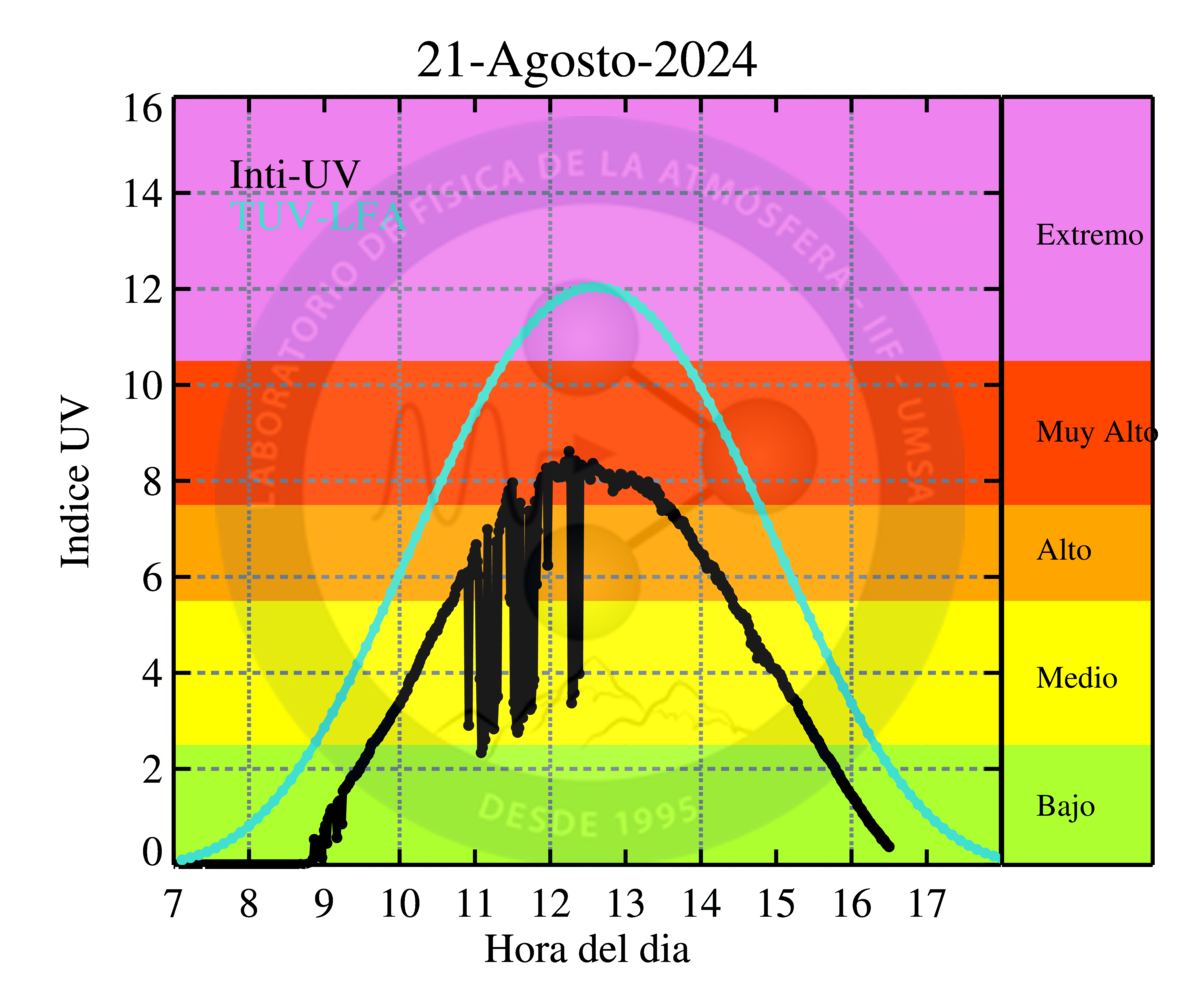 21-Agosto-2024
16
14
12
10
8
6
4
2
0
Indice UV
Inti-UV
TUV-LFA
LABORATORIO DE FÍSICA DE LA ATMÓSFERA - IIF - UMSA
DESDE 1995
Extremo
Muy Alto
Alto
Medio
Bajo
7 8 9 10 11 12 13 14 15 16 17
Hora del dia